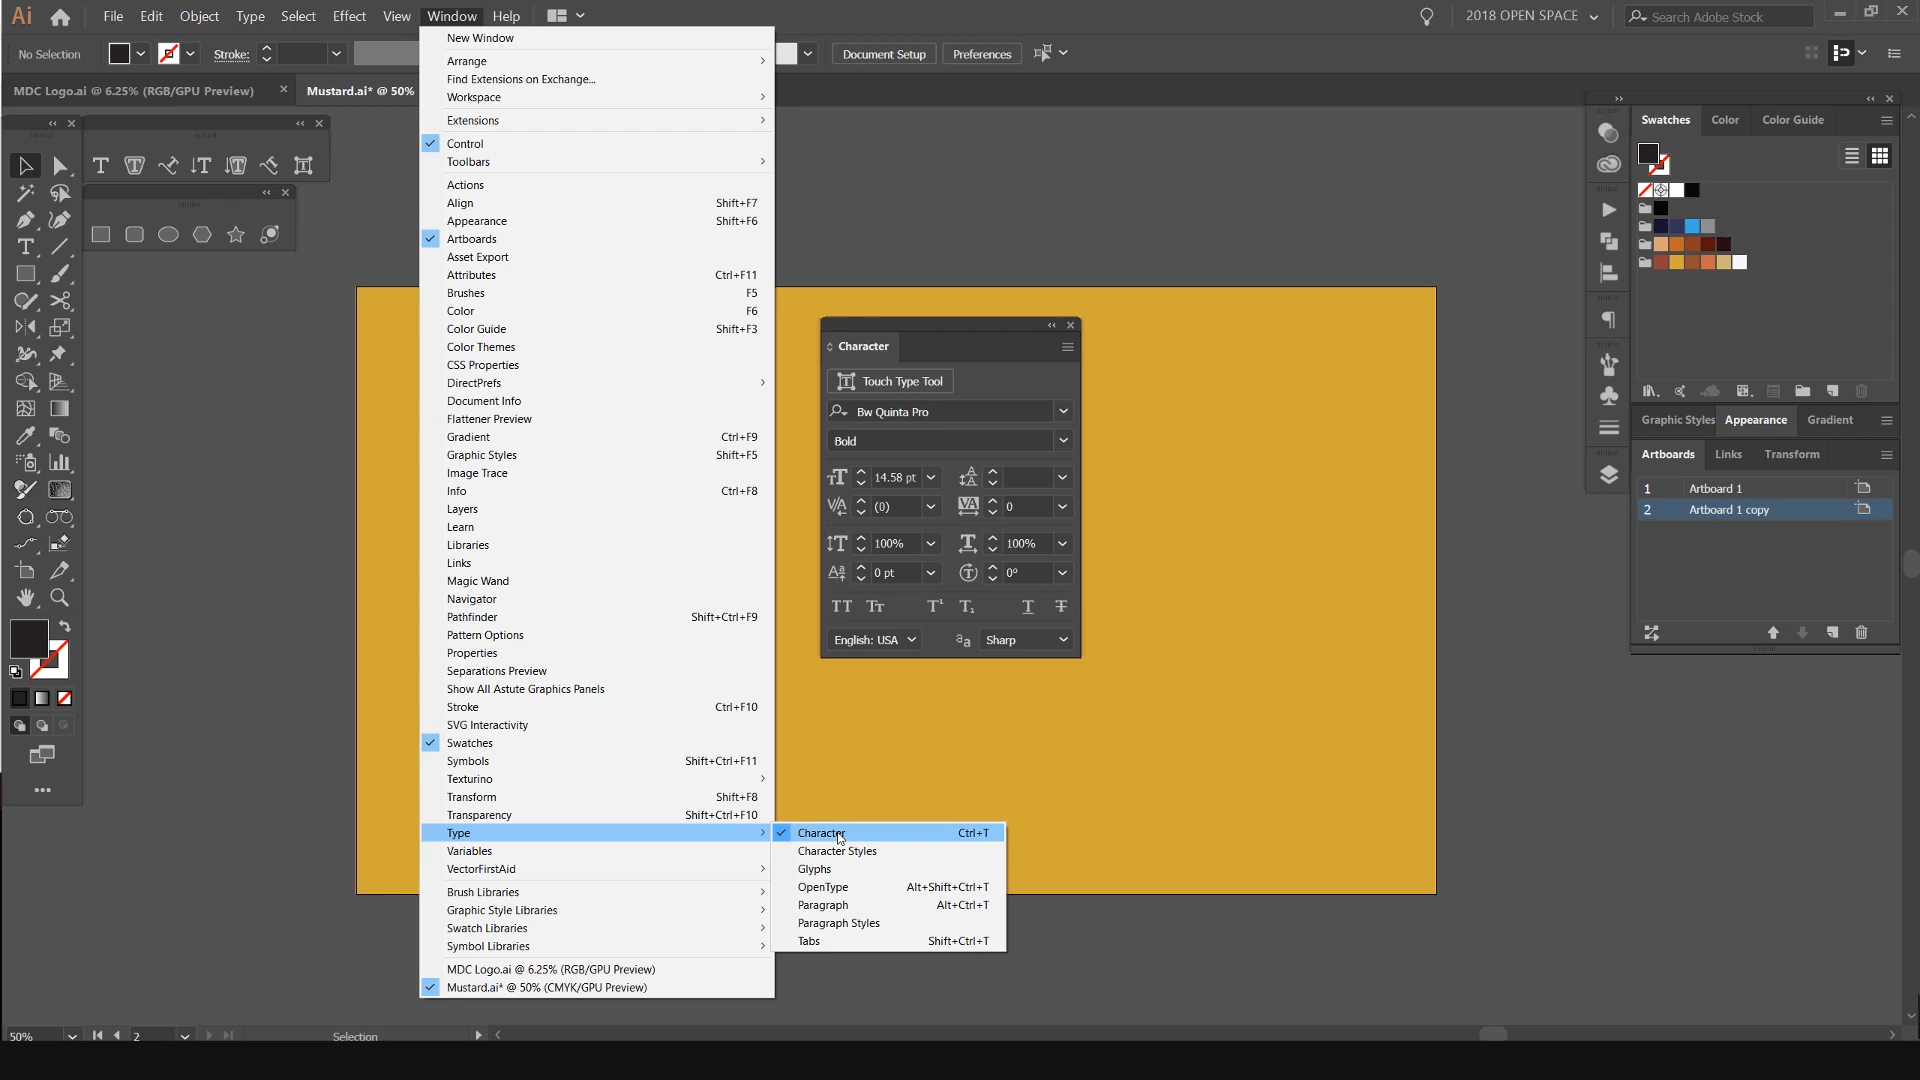 Ai File Edit Object Type Select Effect View Window Help 2018 OPEN SPACE Search Adobe Stock
No Selection Stroke: Document Setup Preferences
MDC Logo.ai @ 6.25% (RGB/GPU Preview) Mustard.ai* @ 50%
New Window
Arrange
Find Extensions on Exchange...
Workspace
Extensions
Control
Toolbars
Actions
Align Shift+F7
Appearance Shift+F6
Artboards
Asset Export
Attributes Ctrl+F11
Brushes F5
Color F6
Color Guide Shift+F3
Color Themes
CSS Properties
DirectPrefs
Document Info
Flattener Preview
Gradient Ctrl+F9
Graphic Styles Shift+F5
Image Trace
Info Ctrl+F8
Layers
Learn
Libraries
Links
Magic Wand
Navigator
Pathfinder Shift+Ctrl+F9
Pattern Options
Properties
Separations Preview
Show All Astute Graphics Panels
Stroke Ctrl+F10
SVG Interactivity
Swatches
Symbols Shift+Ctrl+F11
Texturino
Transform Shift+F8
Transparency Shift+Ctrl+F10
Type
Variables
VectorFirstAid
Brush Libraries
Graphic Style Libraries
Swatch Libraries
Symbol Libraries
MDC Logo.ai @ 6.25% (RGB/GPU Preview)
Mustard.ai* @ 50% (CMYK/GPU Preview)
Character Ctrl+T
Character Styles
Glyphs
OpenType Alt+Shift+Ctrl+T
Paragraph Alt+Ctrl+T
Paragraph Styles
Tabs Shift+Ctrl+T
Character
Touch Type Tool
Bw Quinta Pro
Bold
14.58 pt
(0) 0
100% 100%
0 pt 0°
English: USA Sharp
Swatches Color Color Guide
Graphic Styles Appearance Gradient
Artboards Links Transform
1 Artboard 1
2 Artboard 1 copy
50% 2 Selection